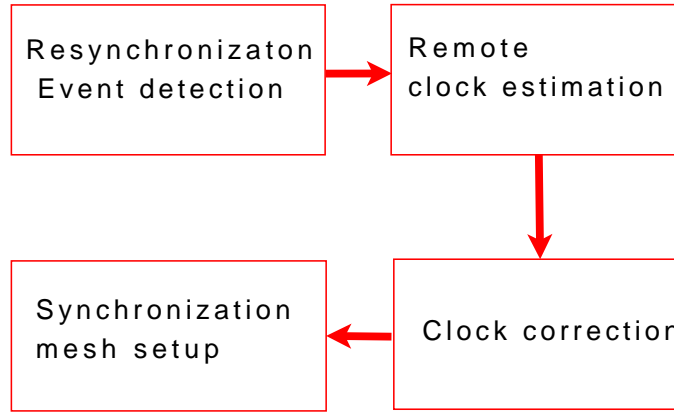 Resynchronizaton
Event detection
Remote
clock estimation
Synchronization
mesh setup
Clock correction